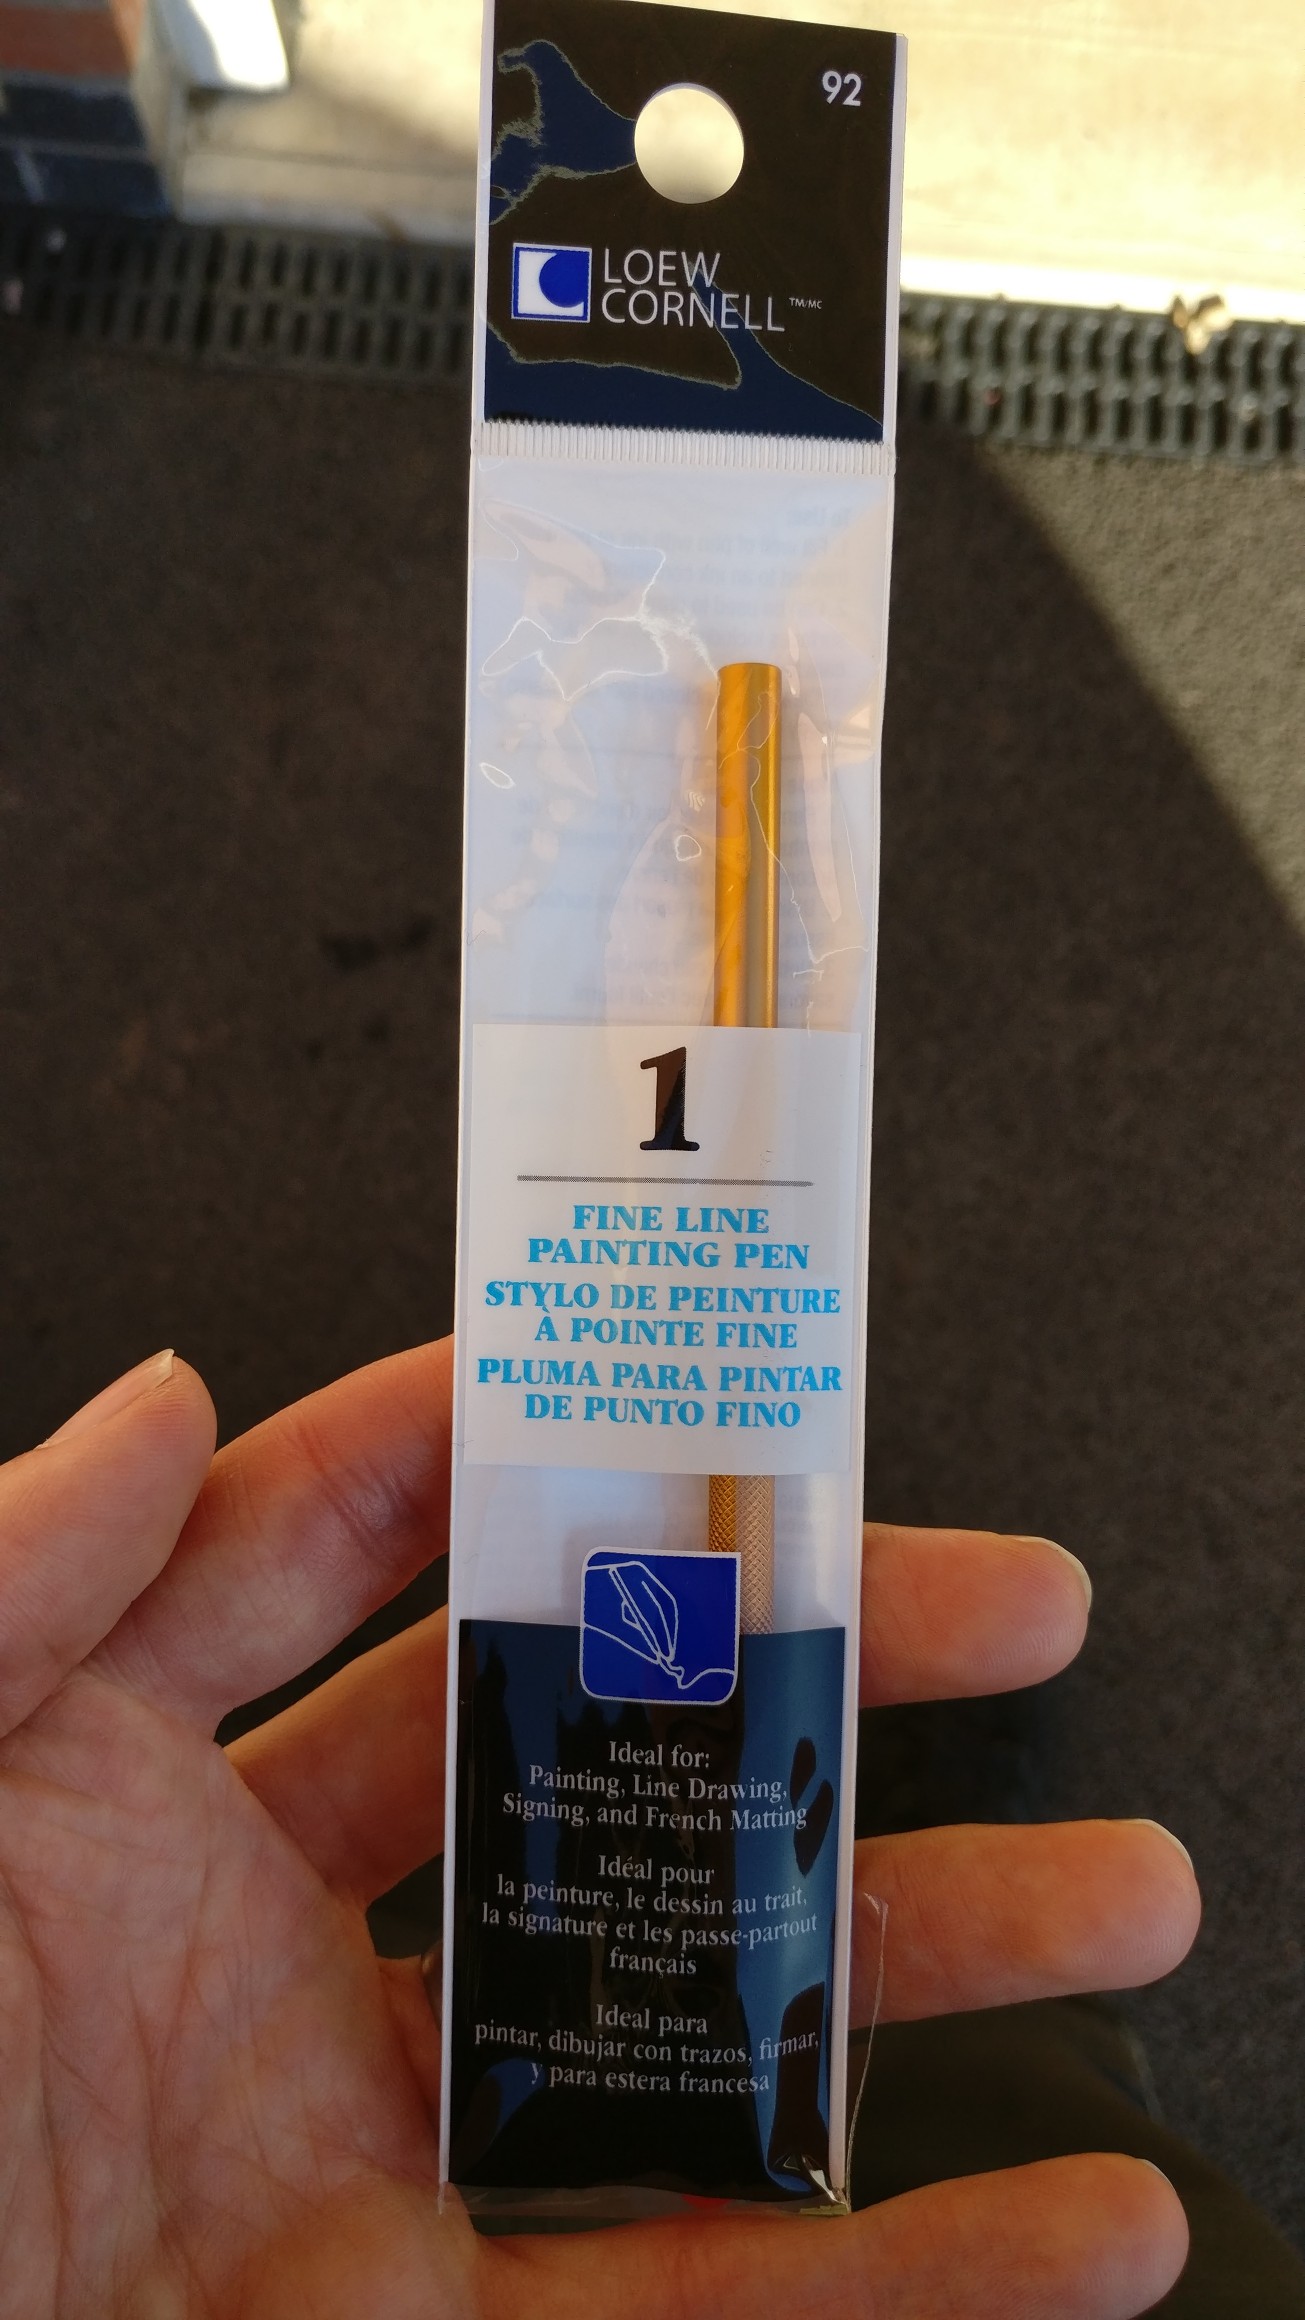 92
LOEW
CORNELL ™/MC
1
FINE LINE
PAINTING PEN
STYLO DE PEINTURE
À POINTE FINE
PLUMA PARA PINTAR
DE PUNTO FINO
Ideal for:
Painting, Line Drawing,
Signing, and French Matting
Idéal pour
la peinture, le dessin au trait,
la signature et les passe-partout
français
Ideal para
pintar, dibujar con trazos, firmar,
y para estera francesa